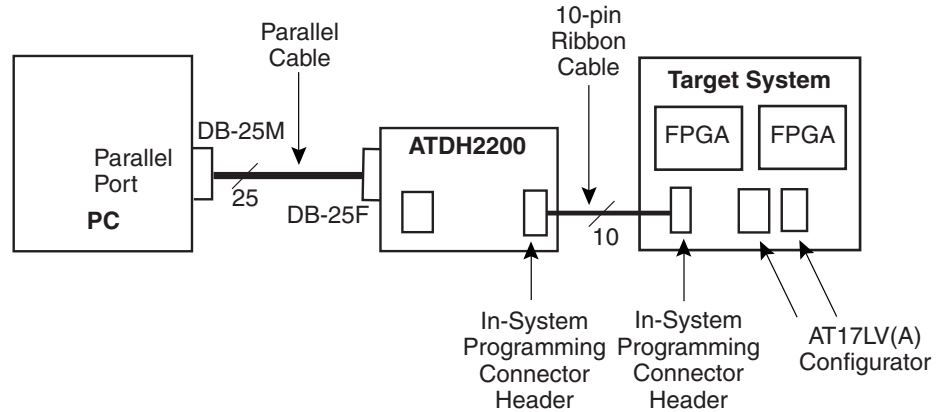 Parallel
Cable
10-pin
Ribbon
Cable
Target System
FPGA
FPGA
DB-25M
ATDH2200
Parallel
Port
PC
25
DB-25F
10
In-System
Programming
Connector
Header
In-System
Programming
Connector
Header
AT17LV(A)
Configurator